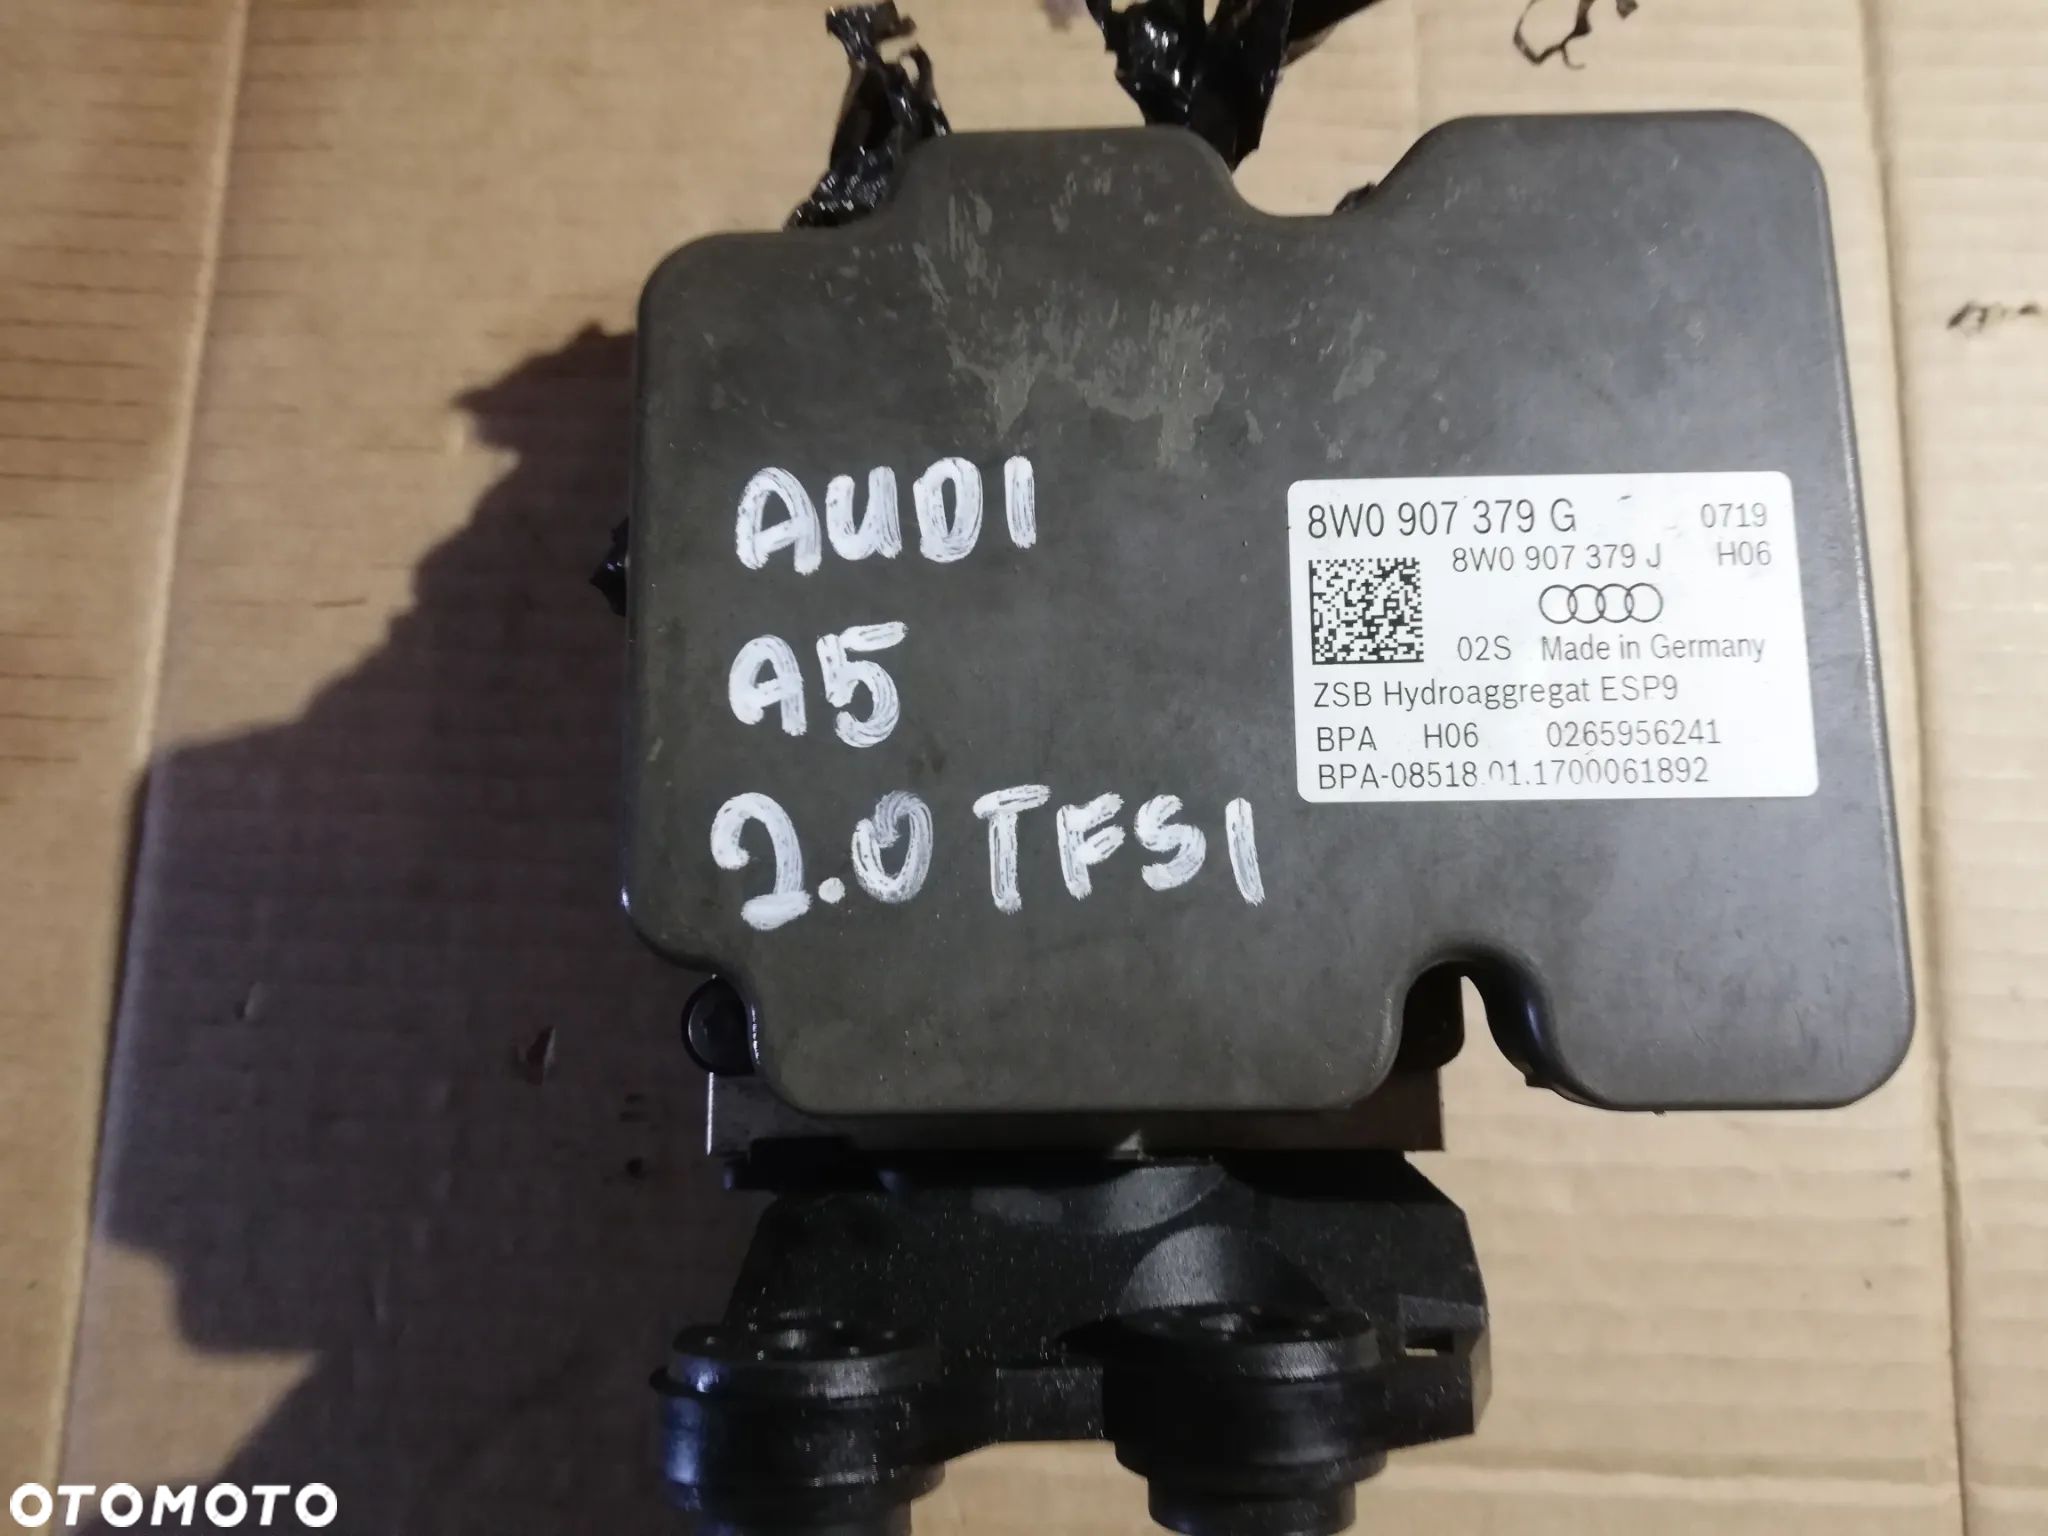 AUDI
A5
2.0 TFSI
8W0 907 379 G 0719
8W0 907 379 J H06
02S Made in Germany
ZSB Hydroaggregat ESP9
BPA H06 0265956241
BPA-08518.01.1700061892
OTOMOTO